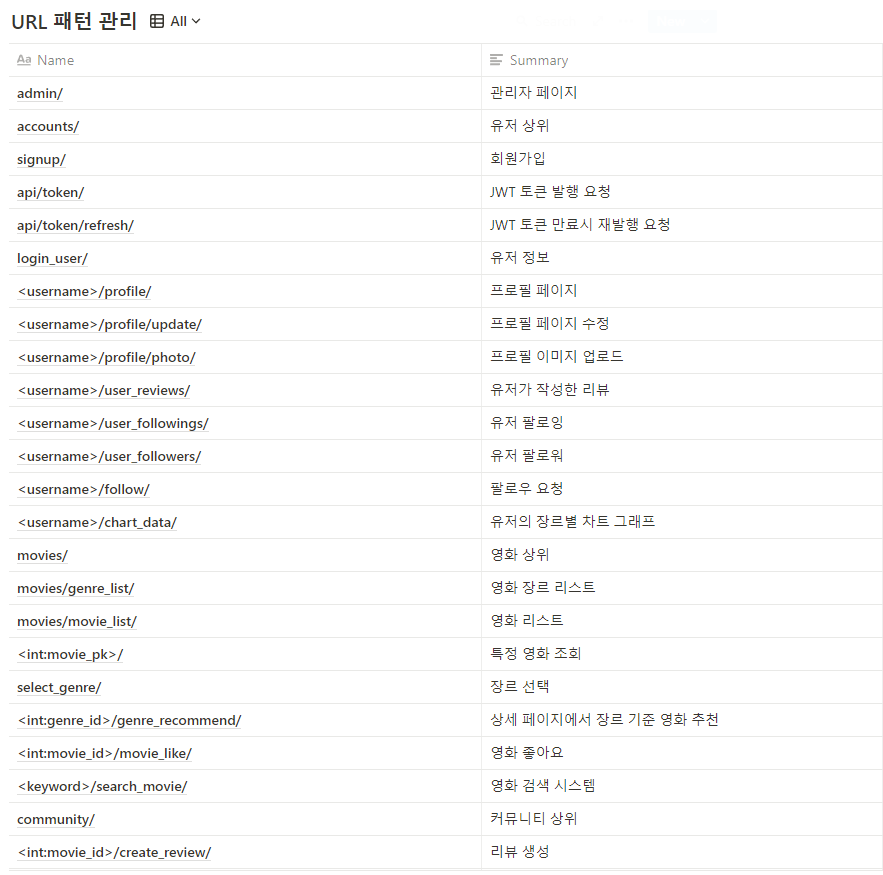 URL 패턴 관리 All
Aa Name Summary
admin/ 관리자 페이지
accounts/ 유저 상위
signup/ 회원가입
api/token/ JWT 토큰 발행 요청
api/token/refresh/ JWT 토큰 만료시 재발행 요청
login_user/ 유저 정보
<username>/profile/ 프로필 페이지
<username>/profile/update/ 프로필 페이지 수정
<username>/profile/photo/ 프로필 이미지 업로드
<username>/user_reviews/ 유저가 작성한 리뷰
<username>/user_followings/ 유저 팔로잉
<username>/user_followers/ 유저 팔로워
<username>/follow/ 팔로우 요청
<username>/chart_data/ 유저의 장르별 차트 그래프
movies/ 영화 상위
movies/genre_list/ 영화 장르 리스트
movies/movie_list/ 영화 리스트
<int:movie_pk>/ 특정 영화 조회
select_genre/ 장르 선택
<int:genre_id>/genre_recommend/ 상세 페이지에서 장르 기준 영화 추천
<int:movie_id>/movie_like/ 영화 좋아요
<keyword>/search_movie/ 영화 검색 시스템
community/ 커뮤니티 상위
<int:movie_id>/create_review/ 리뷰 생성